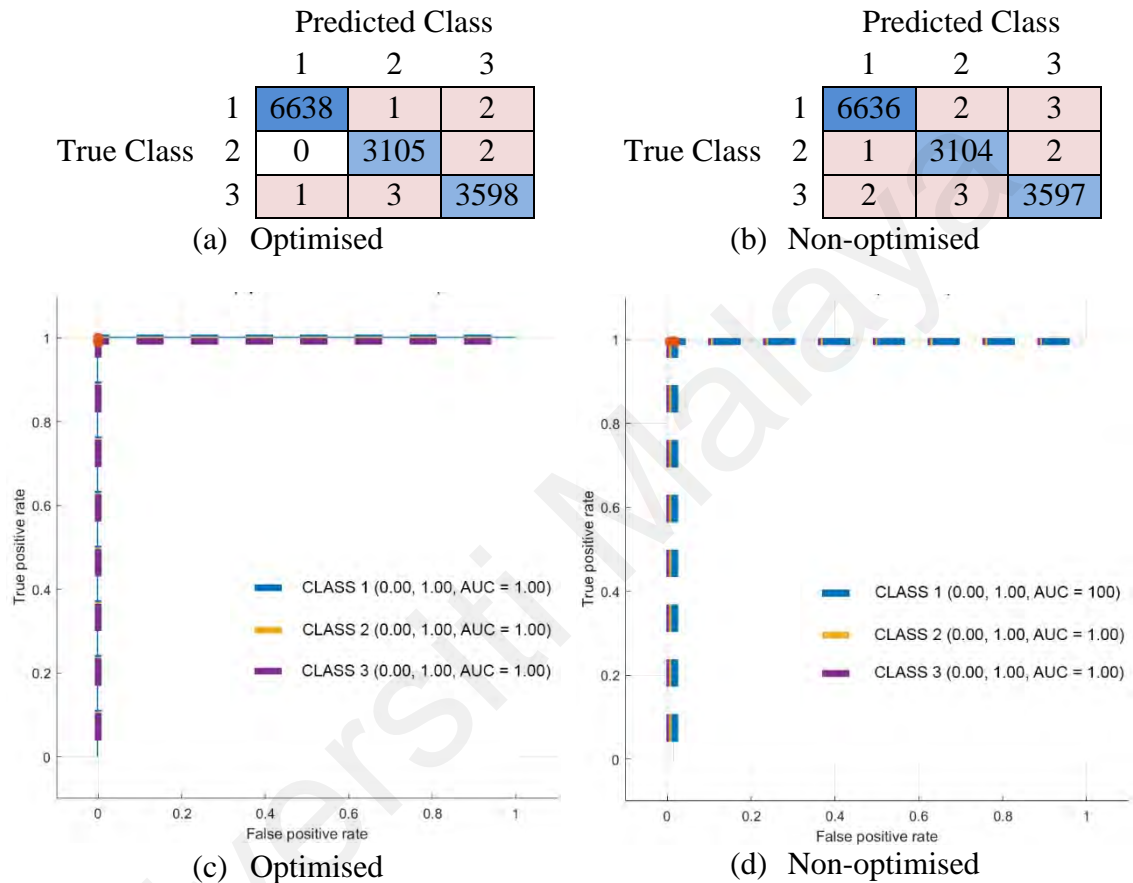 Predicted Class Predicted Class
1 2 3 1 2 3
1 6638 1 2 1 6636 2 3
True Class 2 0 3105 2 True Class 2 1 3104 2
3 1 3 3598 3 2 3 3597
(a) Optimised (b) Non-optimised
1
0.8
0.6
0.4
0.2
0
True positive rate
CLASS 1 (0.00, 1.00, AUC = 1.00)
CLASS 2 (0.00, 1.00, AUC = 1.00)
CLASS 3 (0.00, 1.00, AUC = 1.00)
0 0.2 0.4 0.6 0.8 1
False positive rate
(c) Optimised
1
0.8
0.6
0.4
0.2
0
True positive rate
CLASS 1 (0.00, 1.00, AUC = 100)
CLASS 2 (0.00, 1.00, AUC = 1.00)
CLASS 3 (0.00, 1.00, AUC = 1.00)
0 0.2 0.4 0.6 0.8 1
False positive rate
(d) Non-optimised
versiti Malaya